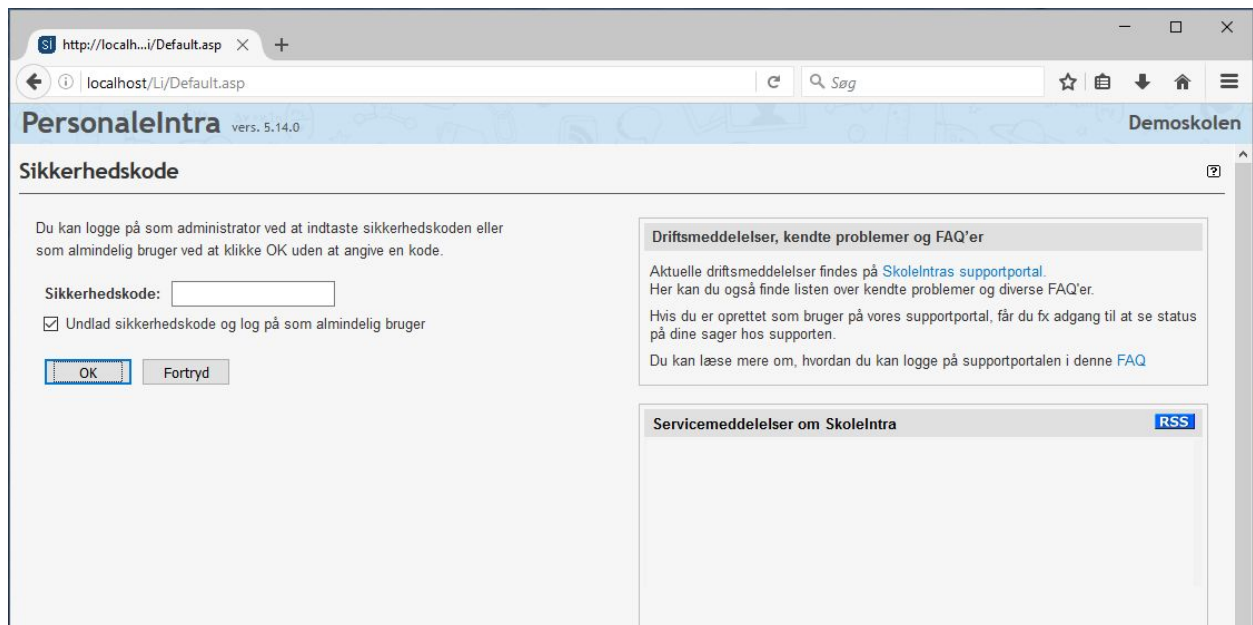 http://localh...i/Default.asp
localhost/Li/Default.asp
Søg
PersonaleIntra vers. 5.14.0
Demoskolen
Sikkerhedskode
Du kan logge på som administrator ved at indtaste sikkerhedskoden eller
som almindelig bruger ved at klikke OK uden at angive en kode.
Sikkerhedskode:
Undlad sikkerhedskode og log på som almindelig bruger
OK
Fortryd
Driftsmeddelelser, kendte problemer og FAQ'er
Aktuelle driftsmeddelelser findes på SkoleIntras supportportal.
Her kan du også finde listen over kendte problemer og diverse FAQ'er.
Hvis du er oprettet som bruger på vores supportportal, får du fx adgang til at se status
på dine sager hos supporten.
Du kan læse mere om, hvordan du kan logge på supportportalen i denne FAQ
Servicemeddelelser om SkoleIntra
RSS